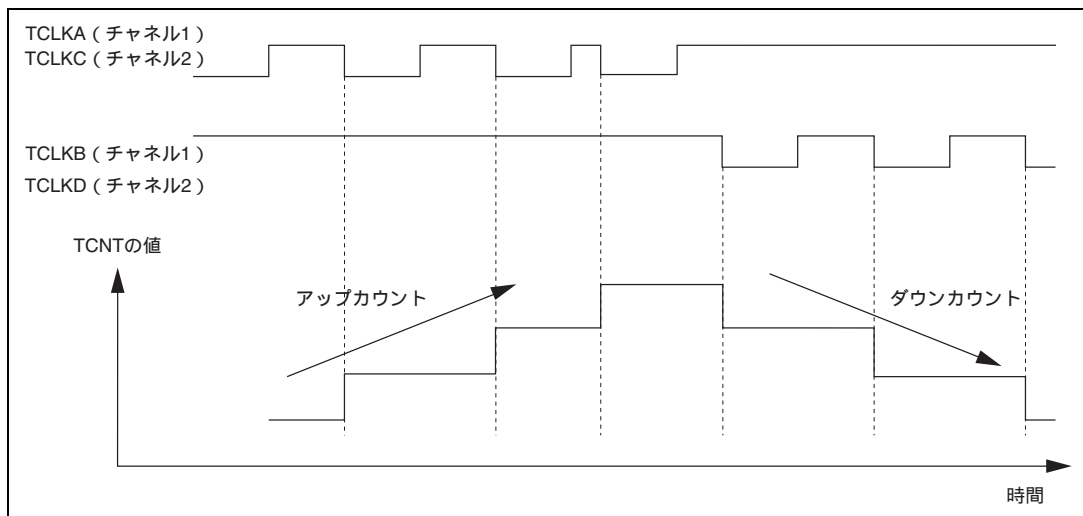 TCLKA（チャネル1）
TCLKC（チャネル2）
TCLKB（チャネル1）
TCLKD（チャネル2）
TCNTの値
アップカウント
ダウンカウント
時間